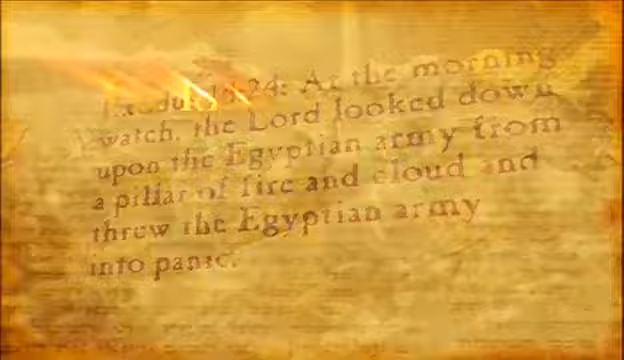 Exodus 14:24: At the morning
watch, the Lord looked down
upon the Egyptian army from
a pillar of fire and cloud and
threw the Egyptian army
into panic.